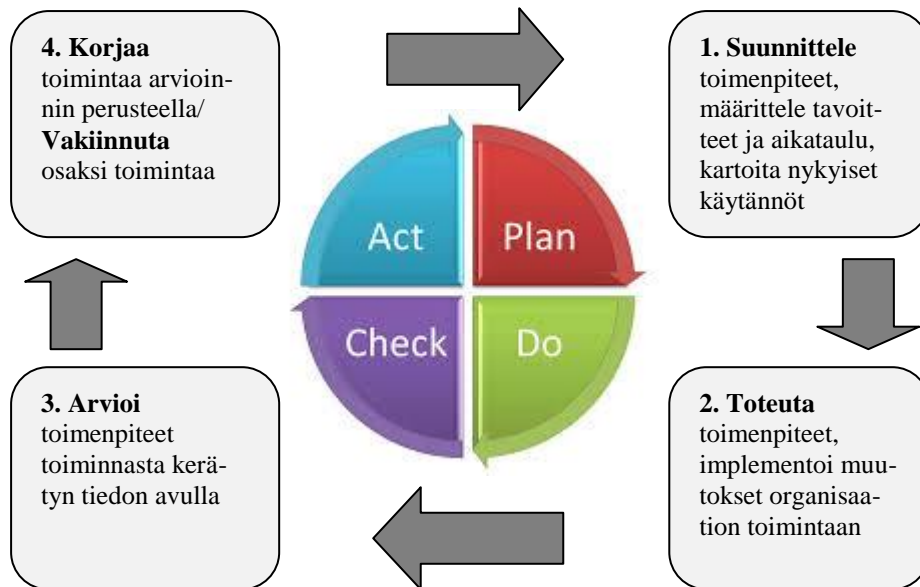 4. Korjaa
toimintaa arvioin-
nin perusteella/
Vakiinnuta
osaksi toimintaa
1. Suunnittele
toimenpiteet,
määrittele tavoit-
teet ja aikataulu,
kartoita nykyiset
käytännöt
Act
Plan
Check
Do
3. Arvioi
toimenpiteet
toiminnasta kerä-
tyn tiedon avulla
2. Toteuta
toimenpiteet,
implementoi muu-
tokset organisaa-
tion toimintaan